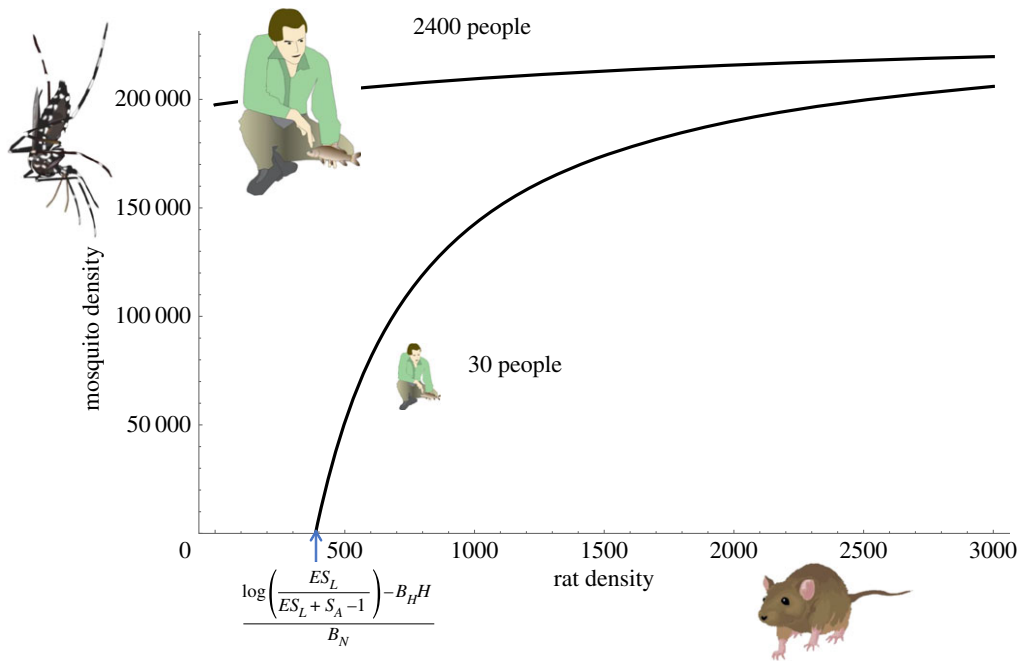 2400 people
200 000
150 000
mosquito density
100 000
30 people
50 000
0 500 1000 1500 2000 2500 3000
rat density
log(ES_L / (ES_L + S_A −1)) − B_H H
B_N